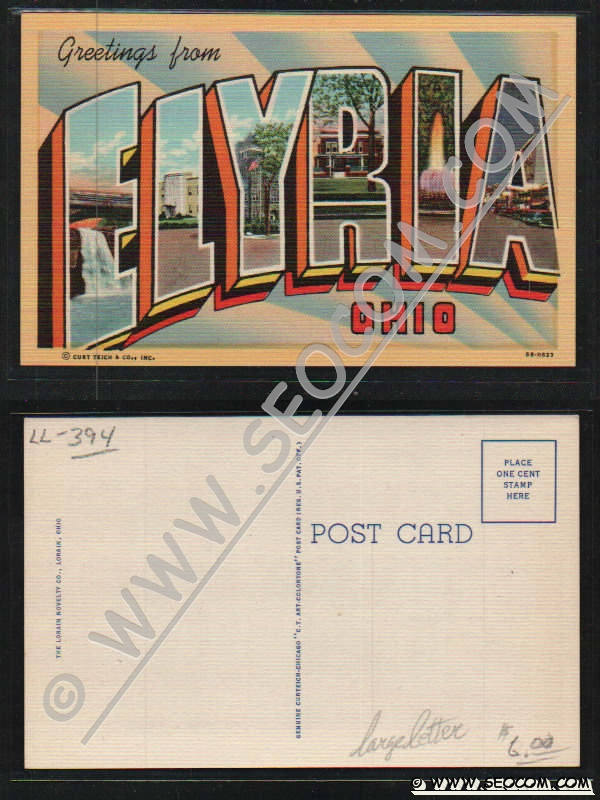 Greetings from
ELYRIA
OHIO
© CURT TEICH & CO., INC.
© WWW.SEOCOM.COM
LL-394
PLACE
ONE CENT
STAMP
HERE
POST CARD
THE LORAIN NOVELTY CO., LORAIN, OHIO
GENUINE CURTEICH-CHICAGO "C.T. ART-COLORTONE" POST CARD (REG. U.S. PAT. OFF.)
large letter
$6.00
© WWW.SEOCOM.COM